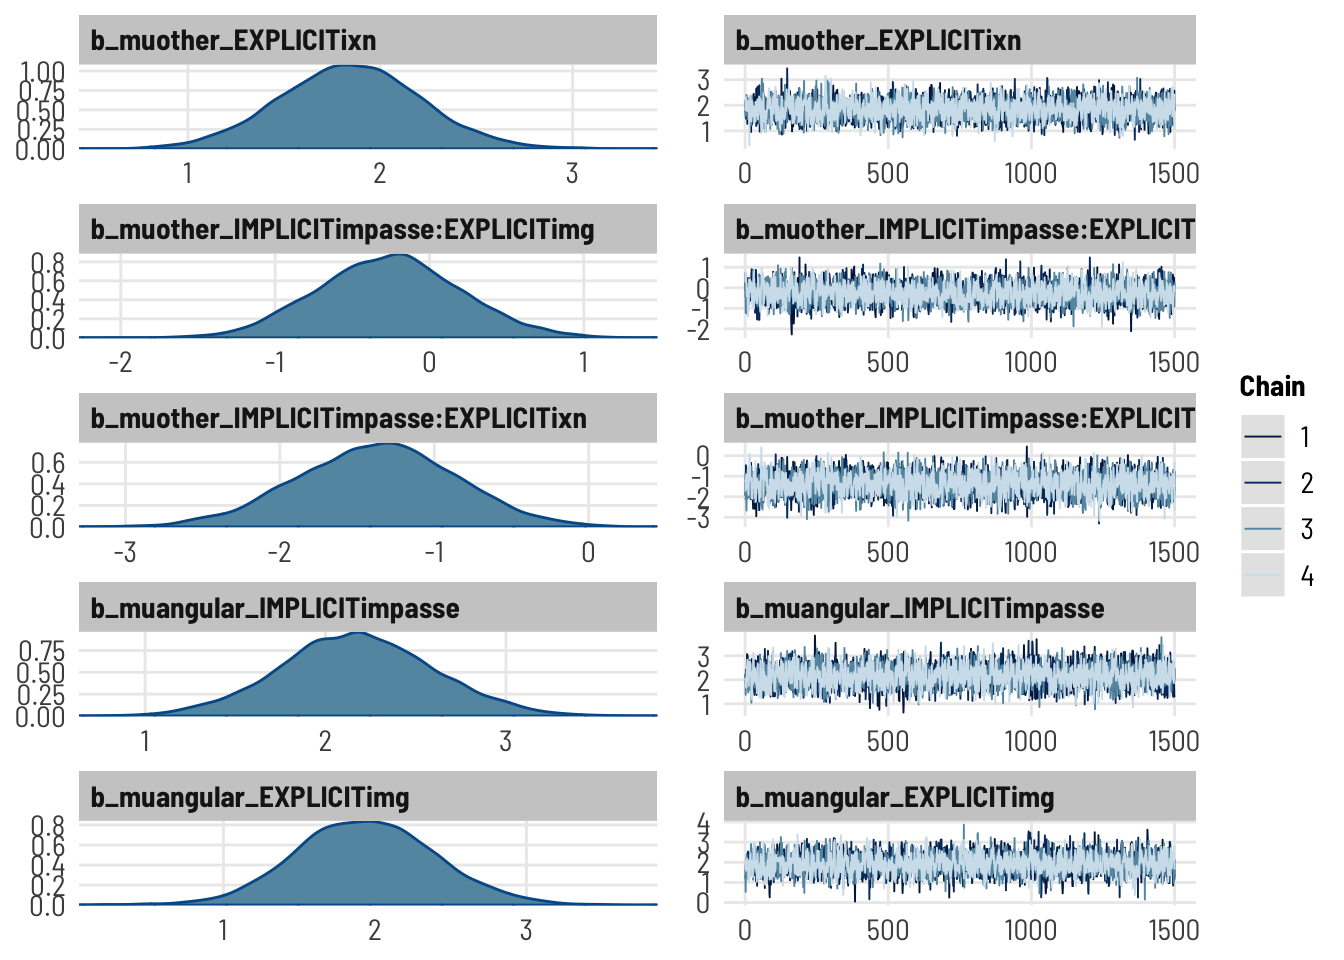 b_muother_EXPLICITixn
b_muother_EXPLICITixn
1.00
0.75
0.50
0.25
0.00
1 2 3
3
2
1
0 500 1000 1500
b_muother_IMPLICITimpasse:EXPLICITimg
b_muother_IMPLICITimpasse:EXPLICIT
0.8
0.6
0.4
0.2
0.0
-2 -1 0 1
1
0
-1
-2
0 500 1000 1500
b_muother_IMPLICITimpasse:EXPLICITixn
b_muother_IMPLICITimpasse:EXPLICIT
0.6
0.4
0.2
0.0
-3 -2 -1 0
0
-1
-2
-3
0 500 1000 1500
b_muangular_IMPLICITimpasse
b_muangular_IMPLICITimpasse
0.75
0.50
0.25
0.00
1 2 3
3
2
1
0 500 1000 1500
b_muangular_EXPLICITimg
b_muangular_EXPLICITimg
0.8
0.6
0.4
0.2
0.0
1 2 3
4
3
2
1
0
0 500 1000 1500
Chain
1
2
3
4